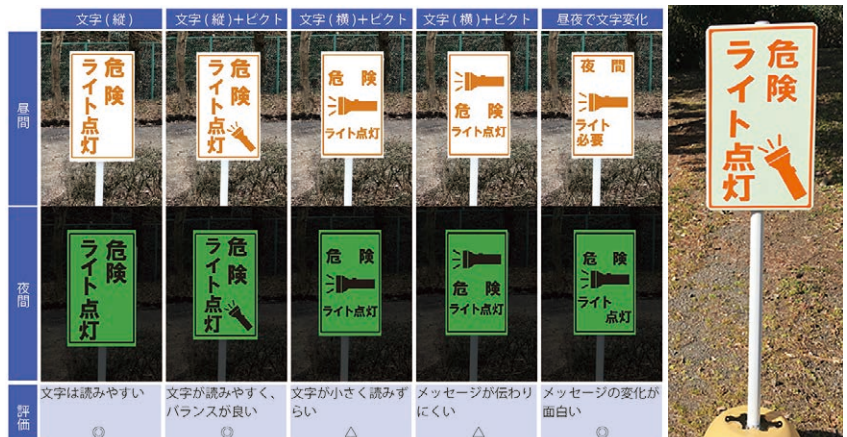 文字(縦)
文字(縦)+ピクト
文字(横)+ピクト
文字(横)+ピクト
昼夜で文字変化
昼間
危険
ライト点灯
危険
ライト点灯
危険
ライト点灯
危険
ライト点灯
夜間
ライト
必要
夜間
危険
ライト点灯
危険
ライト点灯
危険
ライト点灯
危険
ライト点灯
危険
ライト
点灯
評価
文字は読みやすい
◎
文字が読みやすく、
バランスが良い
◎
文字が小さく読みず
らい
△
メッセージが伝わり
にくい
△
メッセージの変化が
面白い
◎
危険
ライト点灯